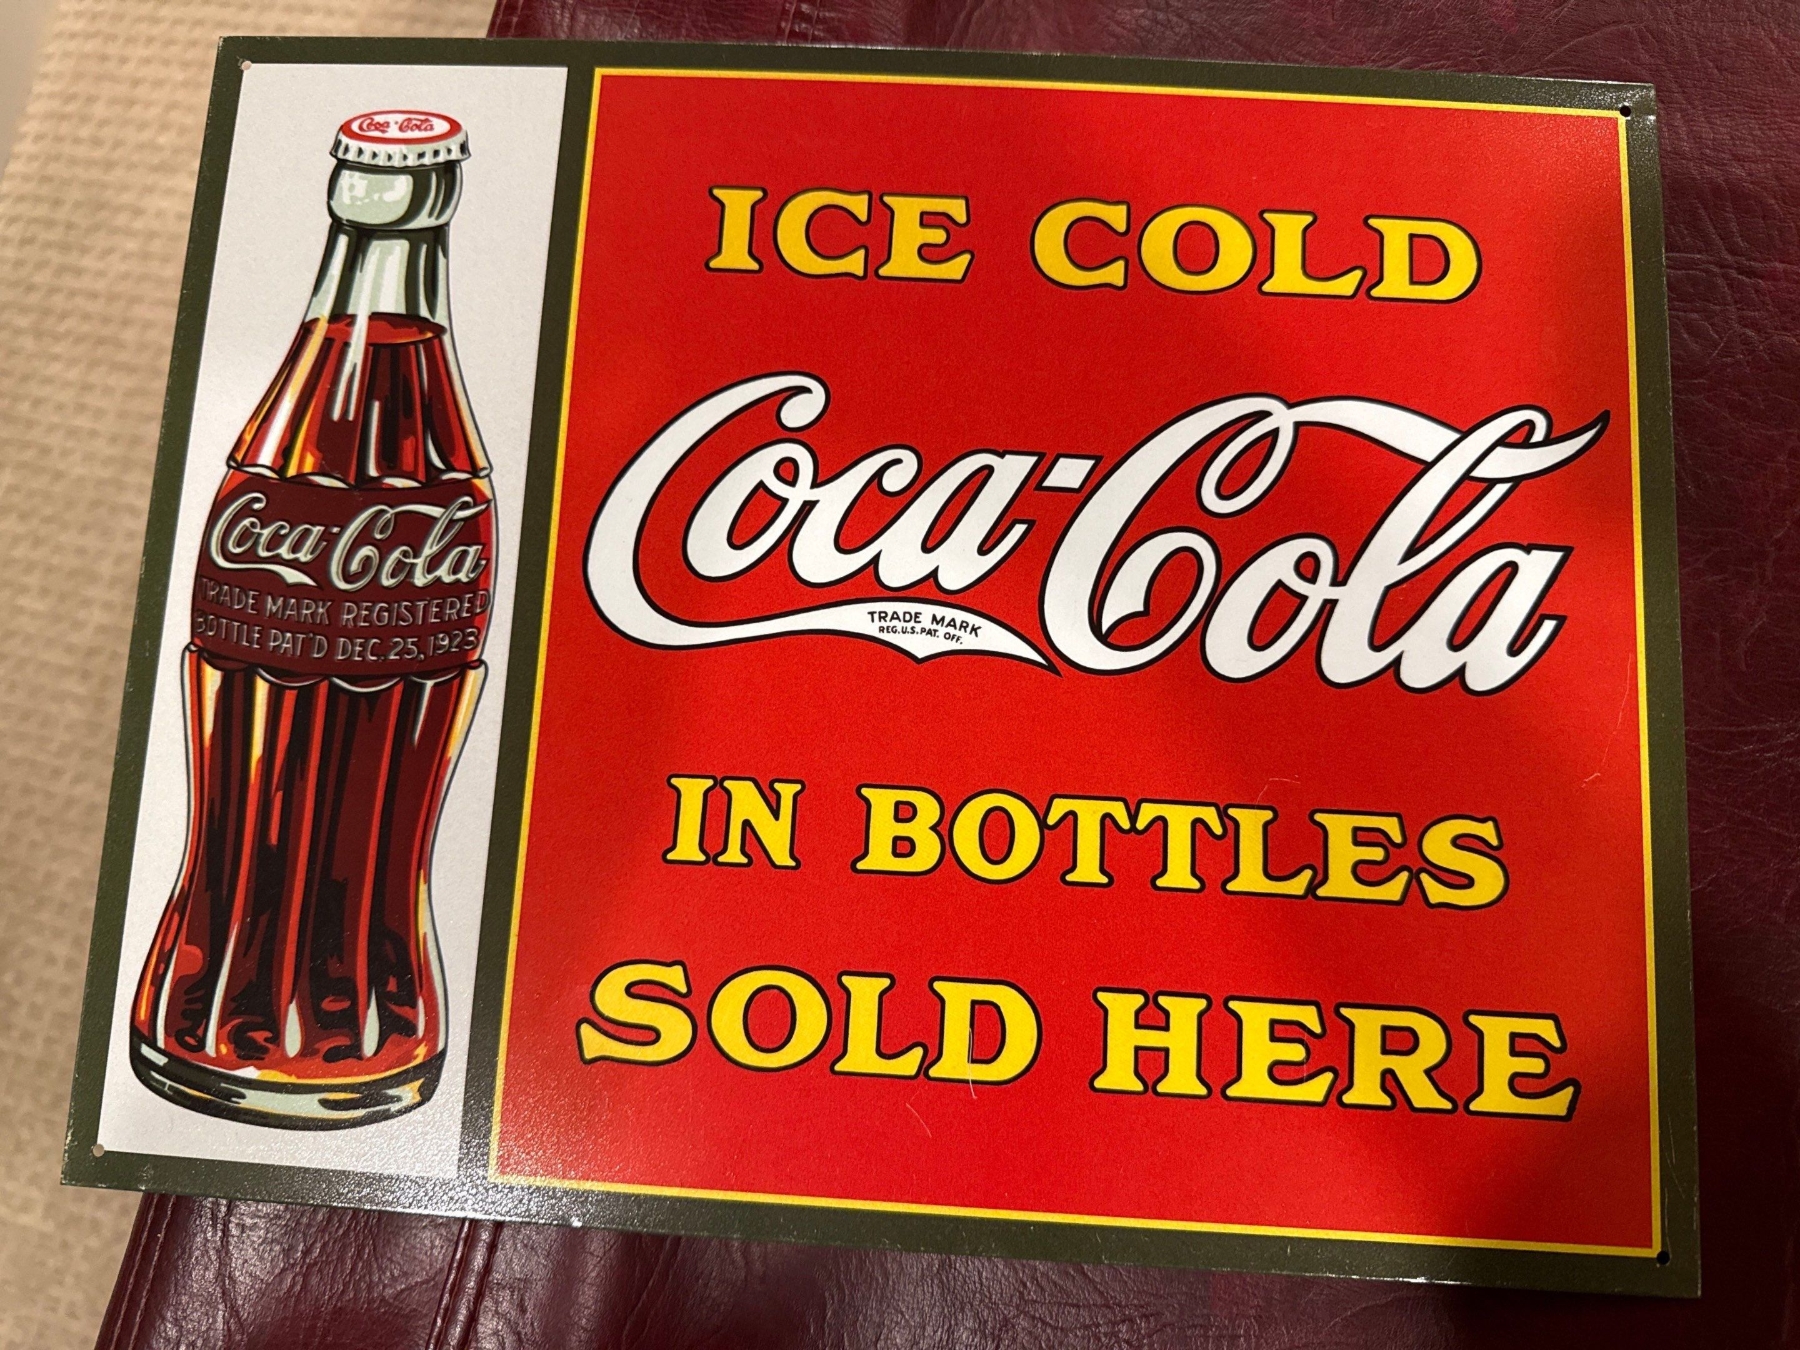 Coca-Cola
Coca-Cola
TRADE MARK REGISTERED
BOTTLE PAT'D DEC. 25, 1923
ICE COLD
Coca-Cola
TRADE MARK
REG. U.S. PAT. OFF.
IN BOTTLES
SOLD HERE